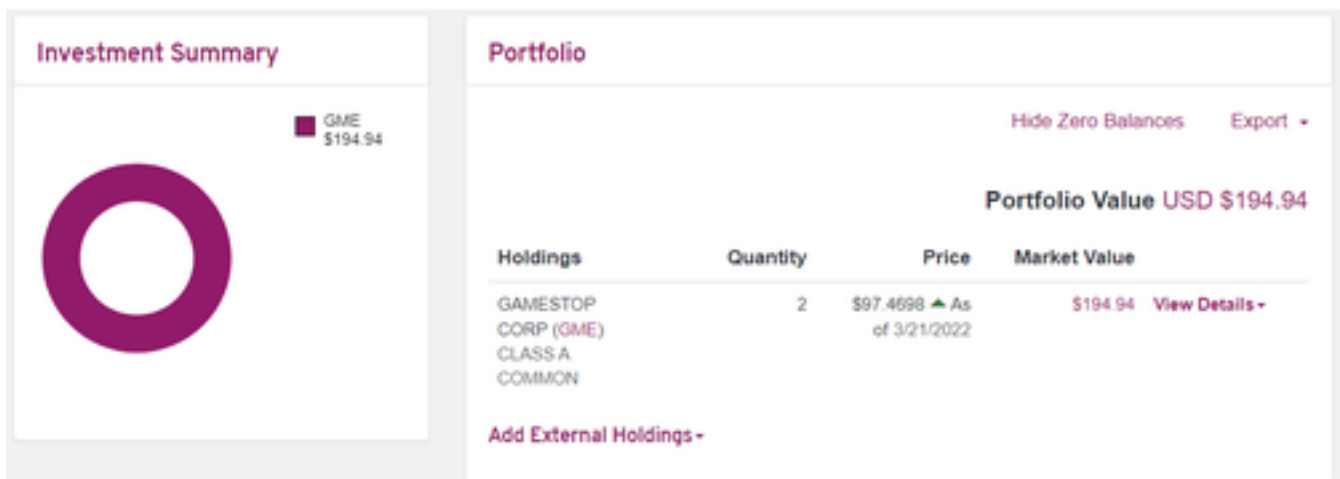 Investment Summary
GME
$194.94
Portfolio
Hide Zero Balances Export
Portfolio Value USD $194.94
Holdings Quantity Price Market Value
GAMESTOP 2 $97.4698 ▲ As $194.94 View Details
CORP (GME) of 3/21/2022
CLASS A
COMMON
Add External Holdings